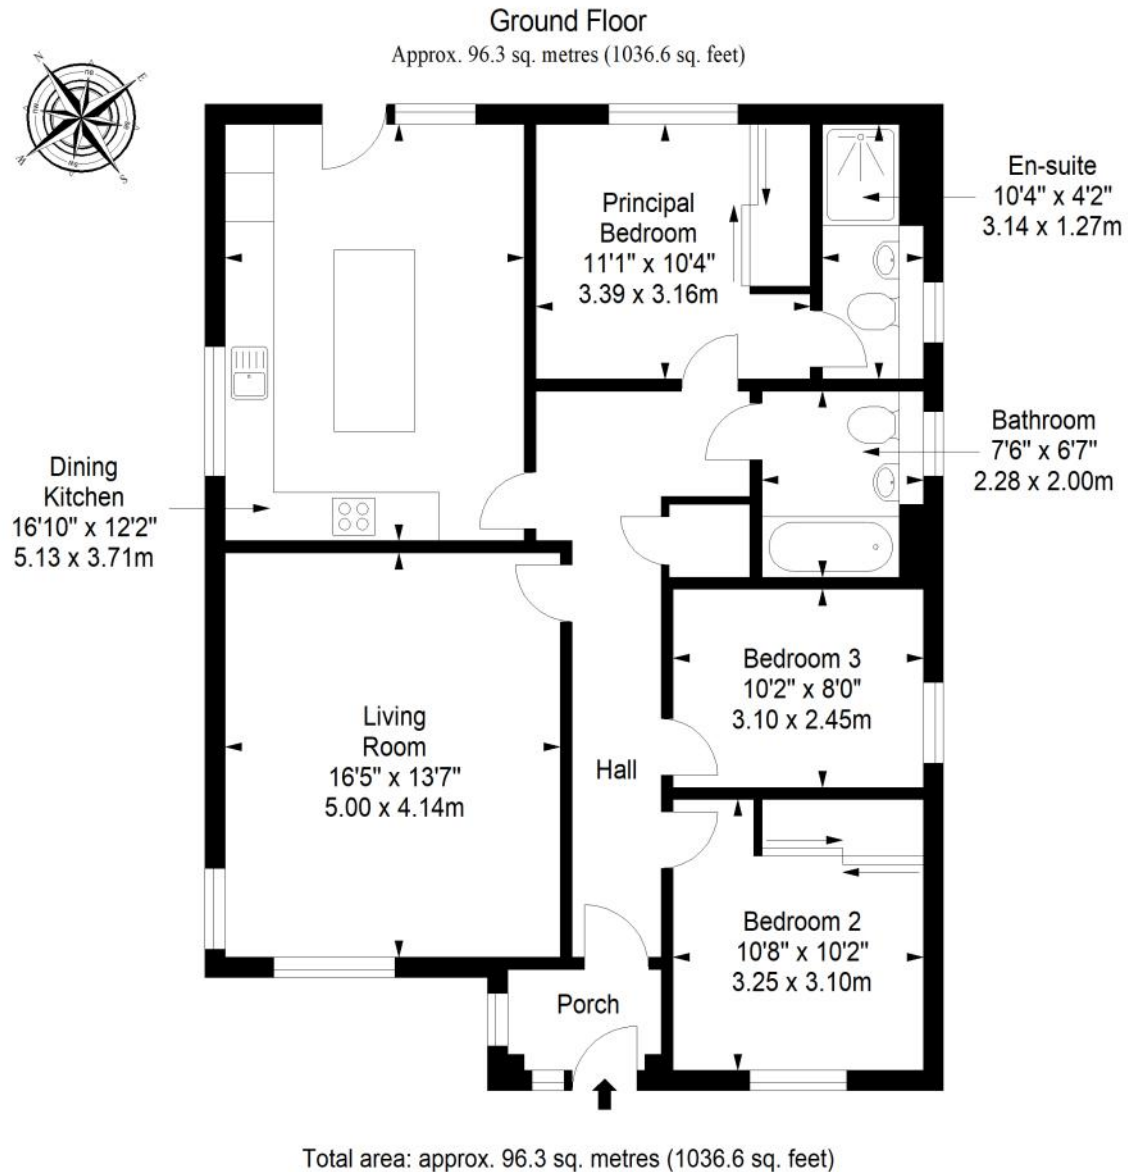 Ground Floor
Approx. 96.3 sq. metres (1036.6 sq. feet)
N
E
S
W
ne
se
sw
nw
En-suite
10'4" x 4'2"
3.14 x 1.27m
Principal
Bedroom
11'1" x 10'4"
3.39 x 3.16m
Bathroom
7'6" x 6'7"
2.28 x 2.00m
Dining
Kitchen
16'10" x 12'2"
5.13 x 3.71m
Bedroom 3
10'2" x 8'0"
3.10 x 2.45m
Living
Room
16'5" x 13'7"
5.00 x 4.14m
Hall
Bedroom 2
10'8" x 10'2"
3.25 x 3.10m
Porch
Total area: approx. 96.3 sq. metres (1036.6 sq. feet)